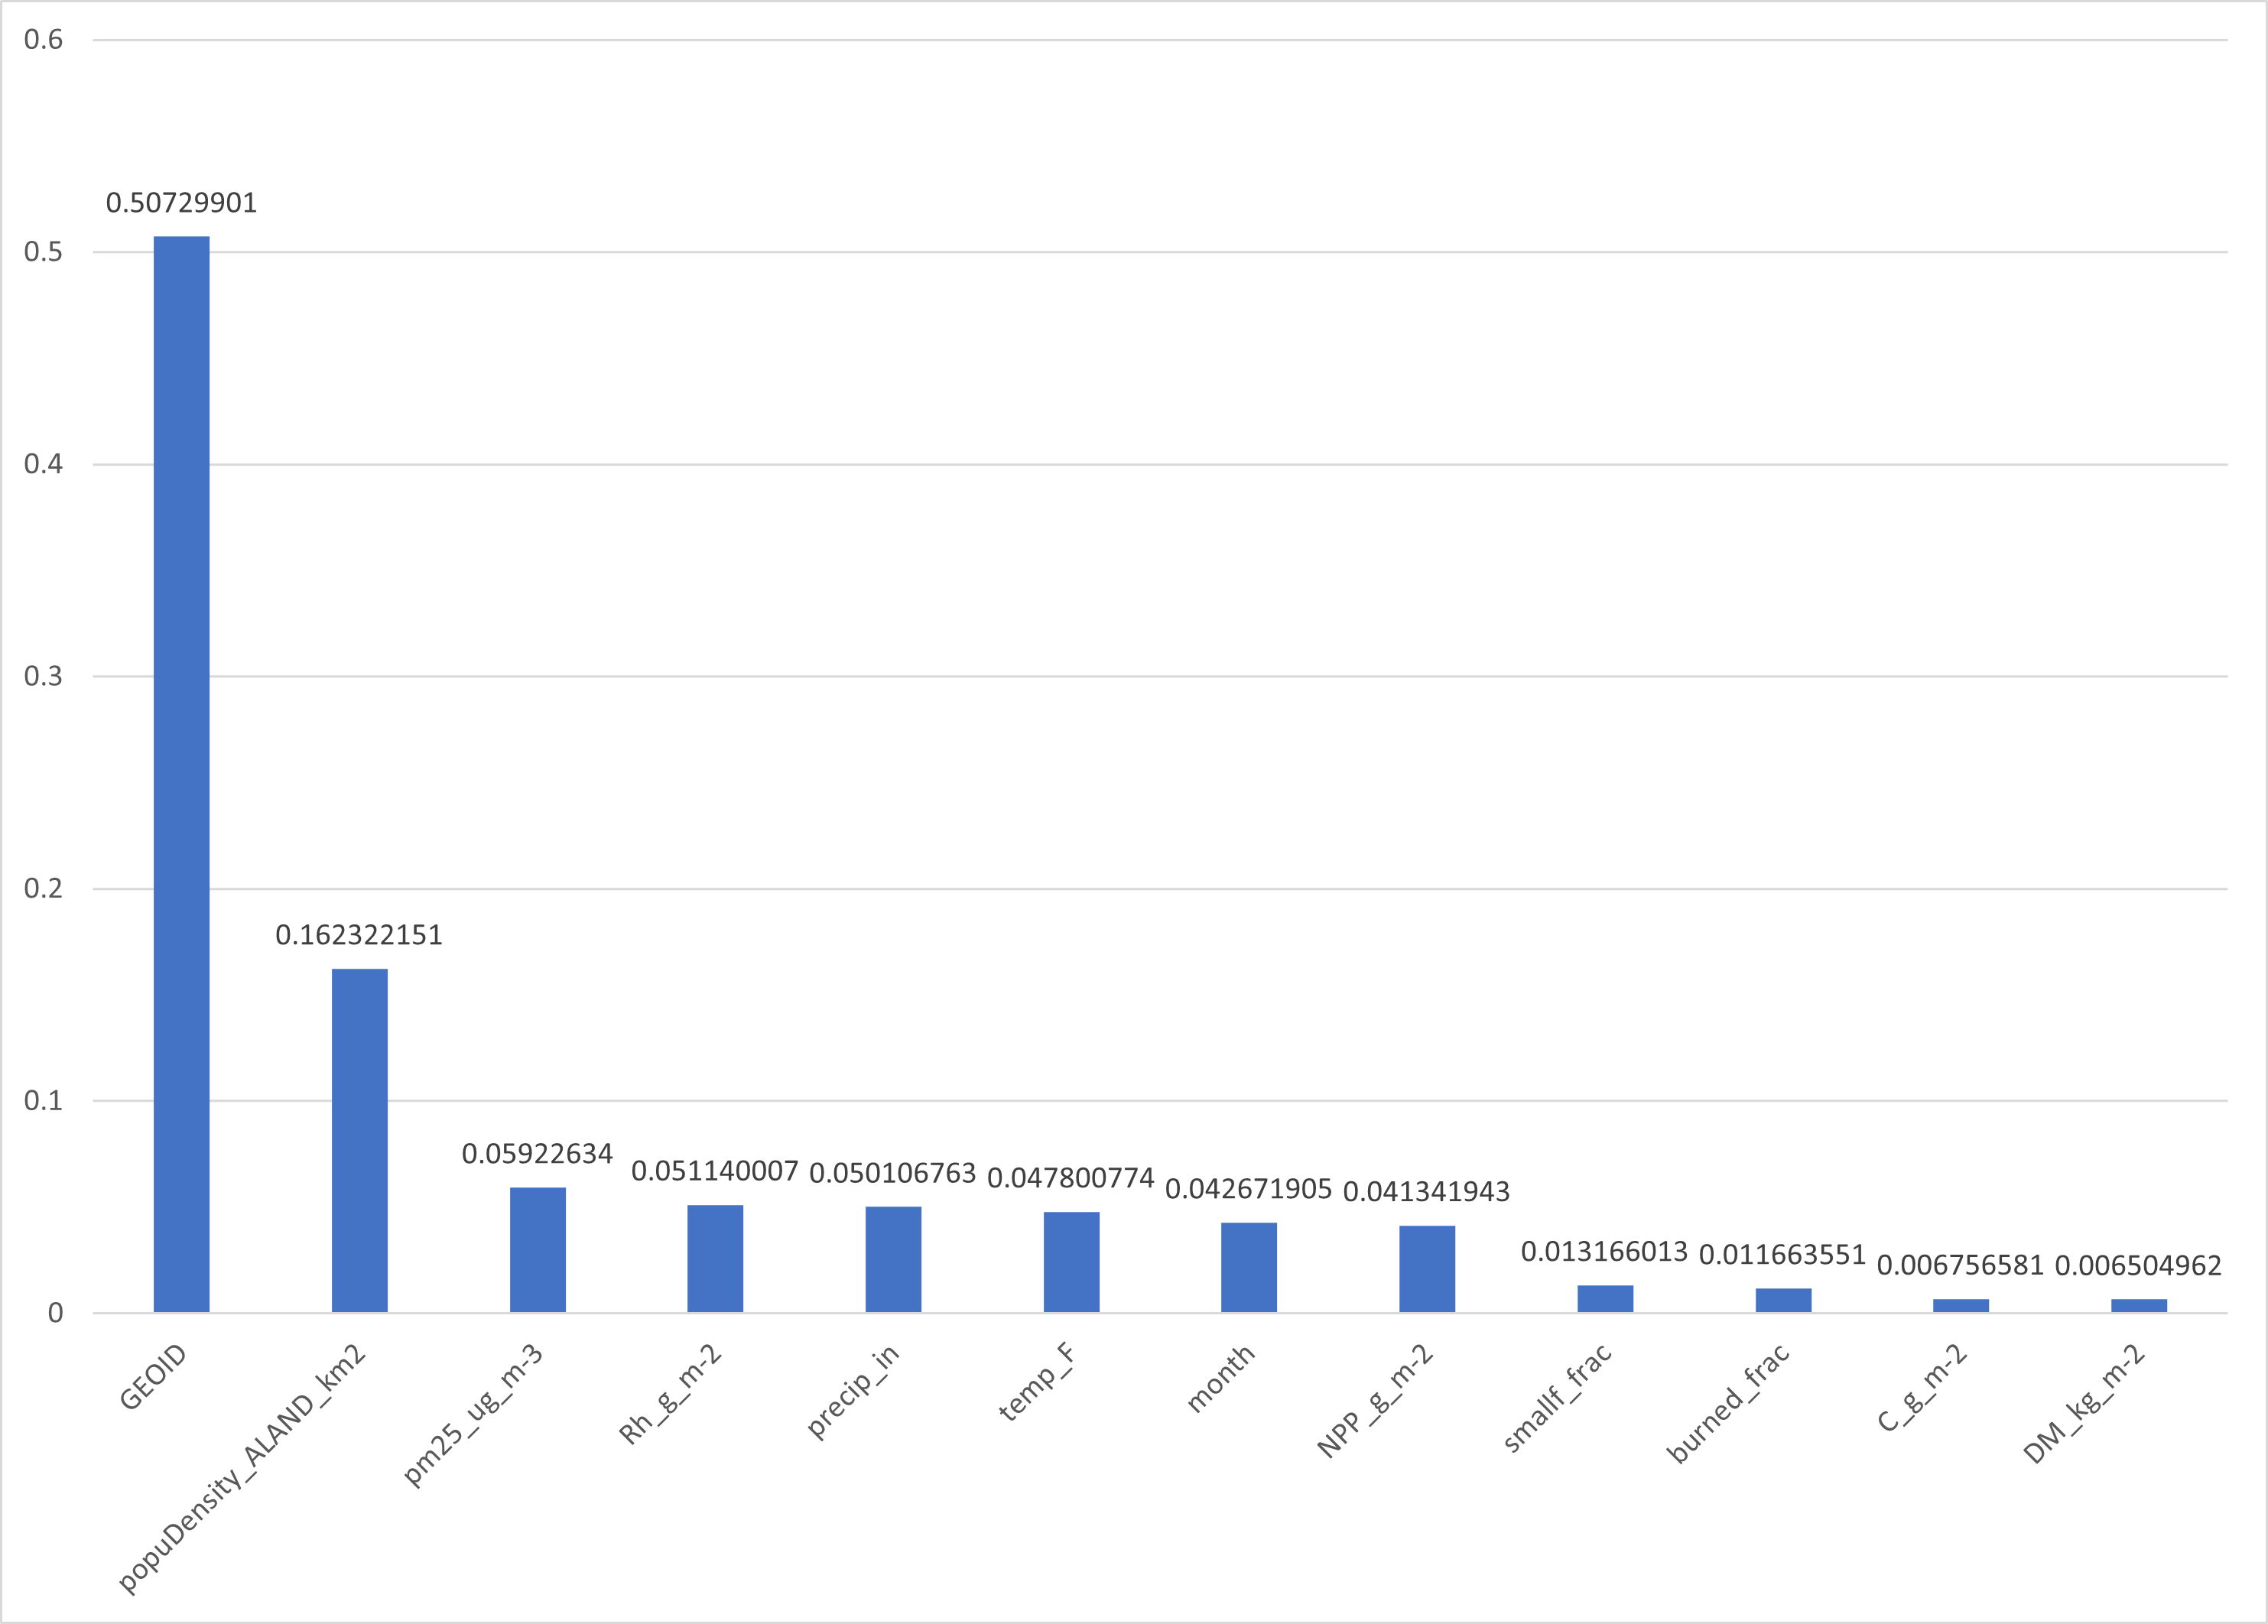 0.6
0.5
0.4
0.3
0.2
0.1
0
0.50729901
0.162322151
0.05922634
0.051140007
0.050106763
0.047800774
0.042671905
0.041341943
0.013166013
0.011663551
0.006756581
0.006504962
GEOID
popuDensity_ALAND_km2
pm25_ug_m-3
Rh_g_m-2
precip_in
temp_F
month
NPP_g_m-2
smallf_frac
burned_frac
C_g_m-2
DM_kg_m-2